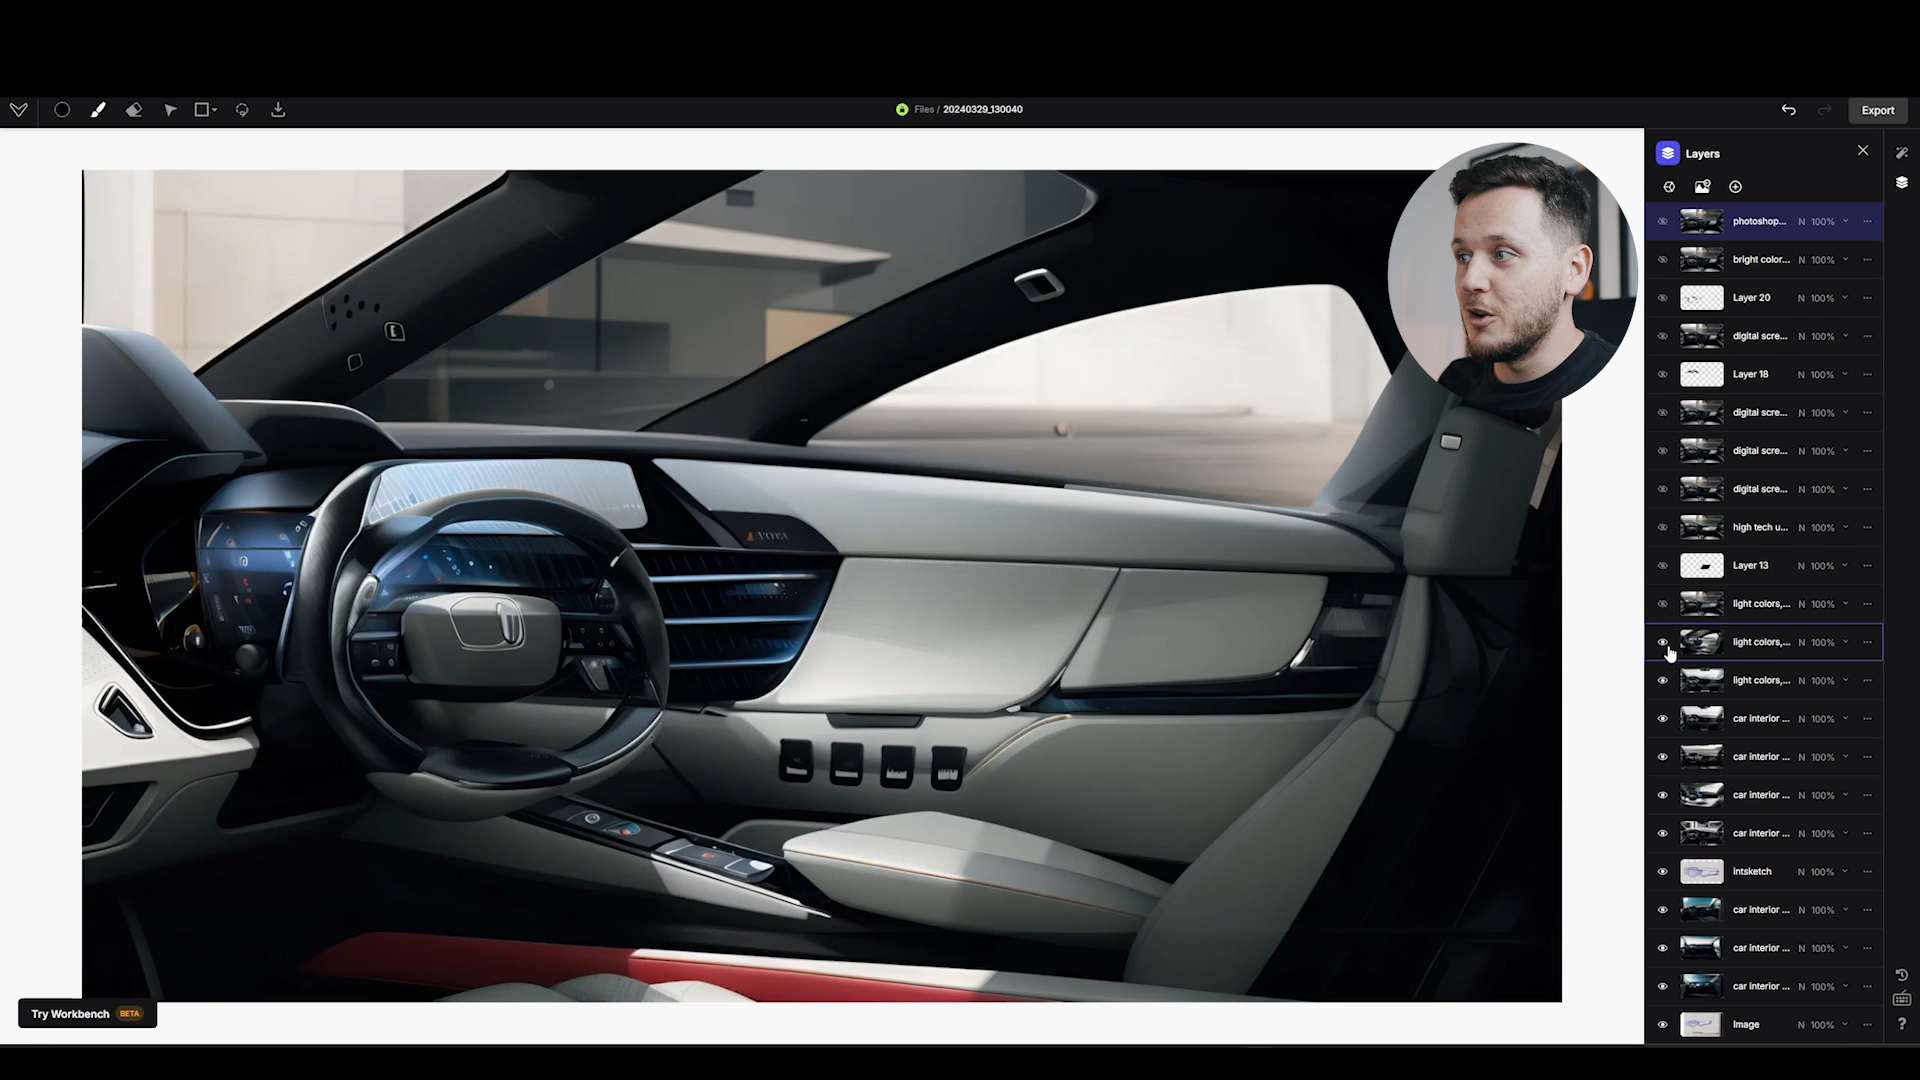 Files / 20240329_130040
Export
Layers
photoshop... N 100%
bright color... N 100%
Layer 20 N 100%
digital scre... N 100%
Layer 18 N 100%
digital scre... N 100%
digital scre... N 100%
digital scre... N 100%
high tech u... N 100%
Layer 13 N 100%
light colors,... N 100%
light colors,... N 100%
light colors,... N 100%
car interior ... N 100%
car interior ... N 100%
car interior ... N 100%
car interior ... N 100%
Intsketch N 100%
car interior ... N 100%
car interior ... N 100%
car interior ... N 100%
Image N 100%
Try Workbench BETA
?